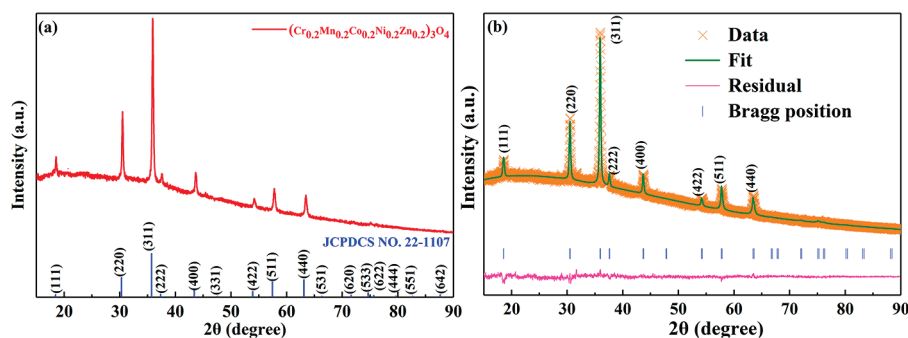 (a)
(Cr0.2Mn0.2Co0.2Ni0.2Zn0.2)3O4
Intensity (a.u.)
JCPDCS NO. 22-1107
(111)
(220)
(311)
(222)
(400)
(331)
(422)
(511)
(440)
(531)
(620)
(533)
(622)
(444)
(551)
(642)
20 30 40 50 60 70 80 90
2θ (degree)
(b)
Data
Fit
Residual
Bragg position
Intensity (a.u.)
(111)
(220)
(311)
(222)
(400)
(422)
(511)
(440)
20 30 40 50 60 70 80 90
2θ (degree)